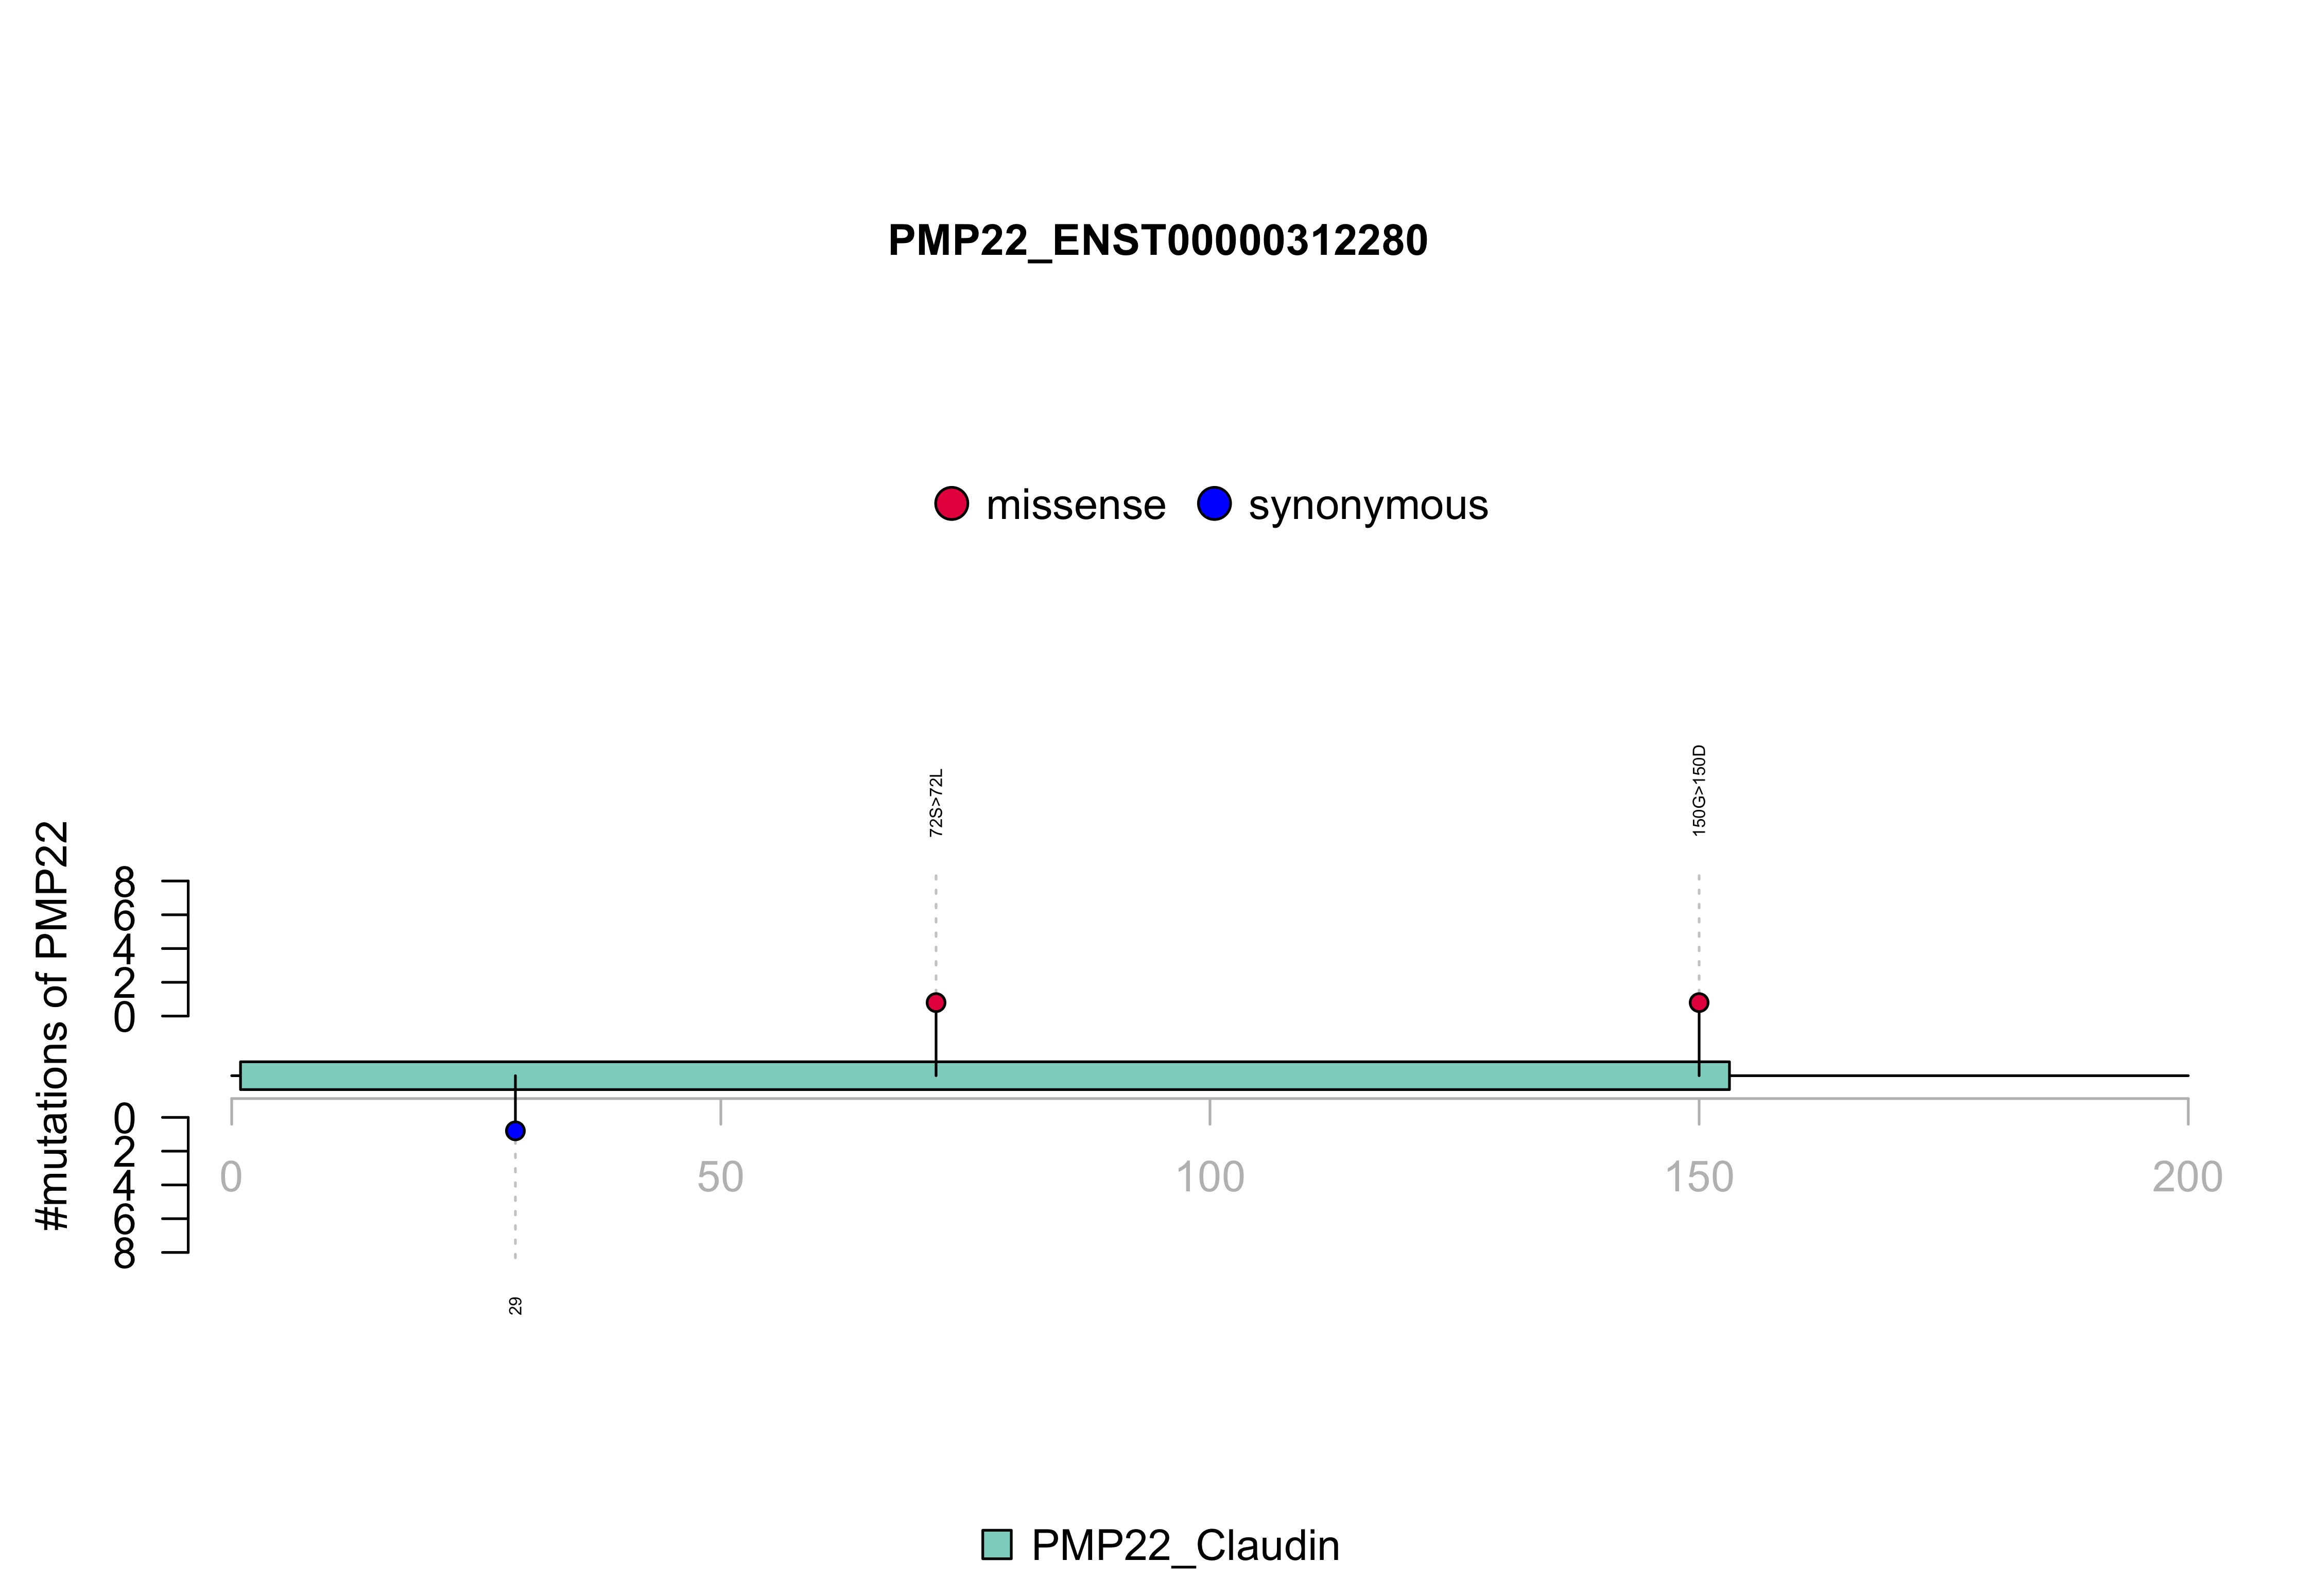 PMP22_ENST00000312280
missense synonymous
72S>72L
150G>150D
#mutations of PMP22
8
6
4
2
0
0
2
4
6
8
0 50 100 150 200
29
PMP22_Claudin